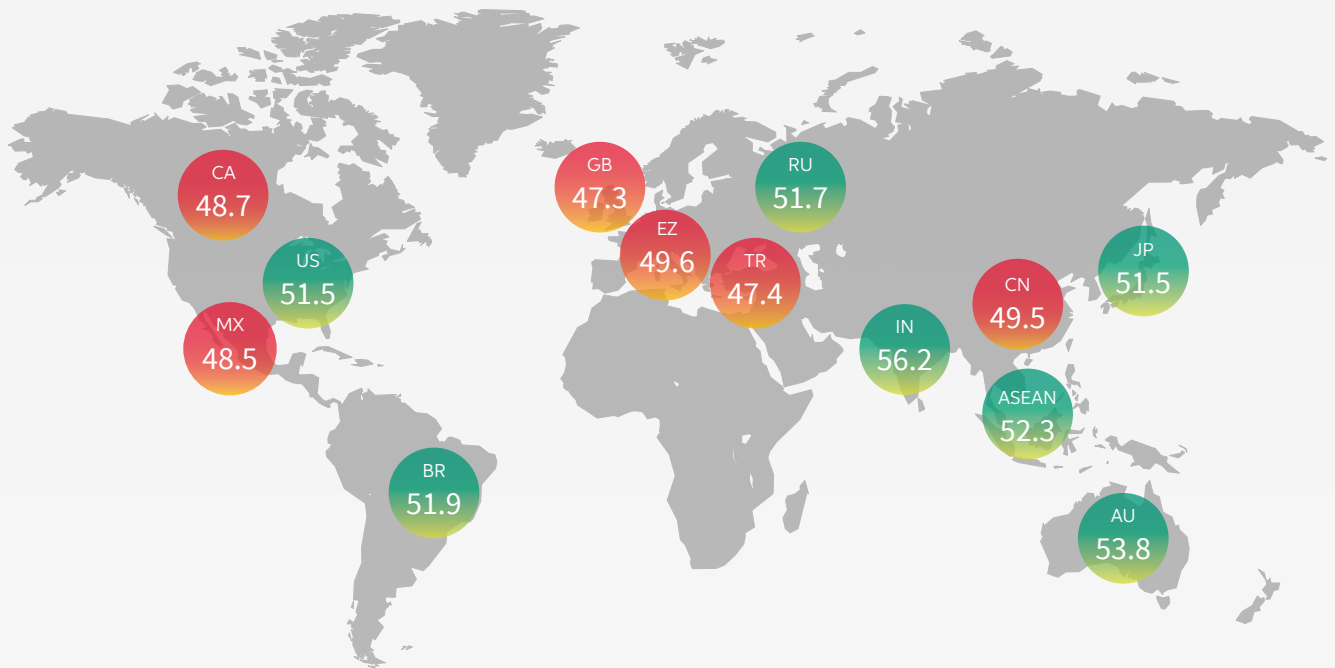 CA
48.7
US
51.5
MX
48.5
BR
51.9
GB
47.3
EZ
49.6
TR
47.4
RU
51.7
IN
56.2
CN
49.5
JP
51.5
ASEAN
52.3
AU
53.8